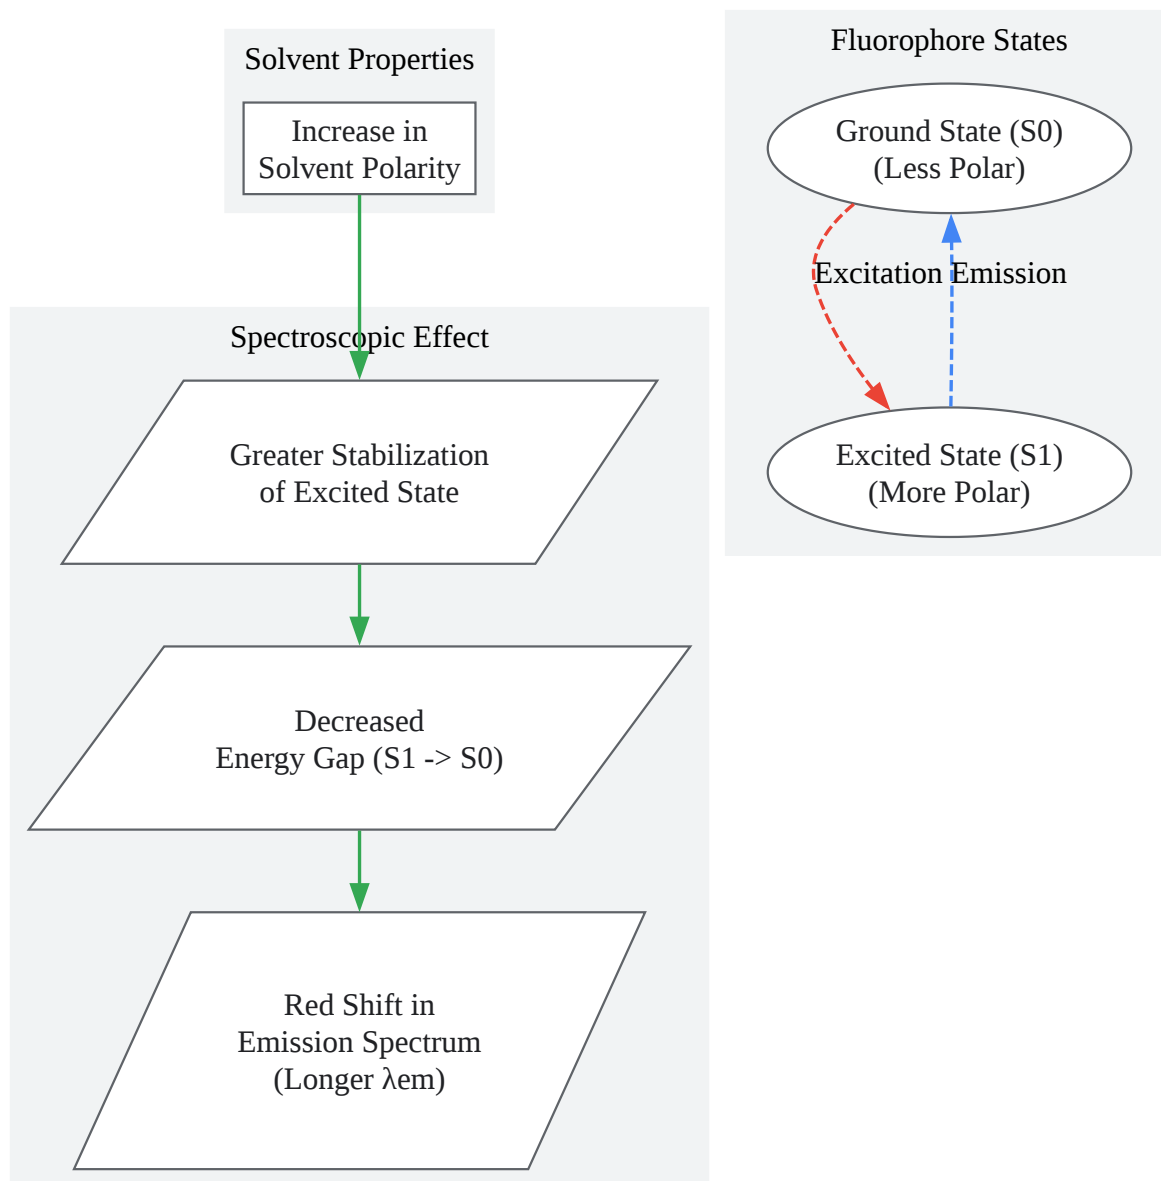 Solvent Properties
Increase in
Solvent Polarity
Spectroscopic Effect
Greater Stabilization
of Excited State
Decreased
Energy Gap (S1 -> S0)
Red Shift in
Emission Spectrum
(Longer λem)
Fluorophore States
Ground State (S0)
(Less Polar)
Excitation
Emission
Excited State (S1)
(More Polar)